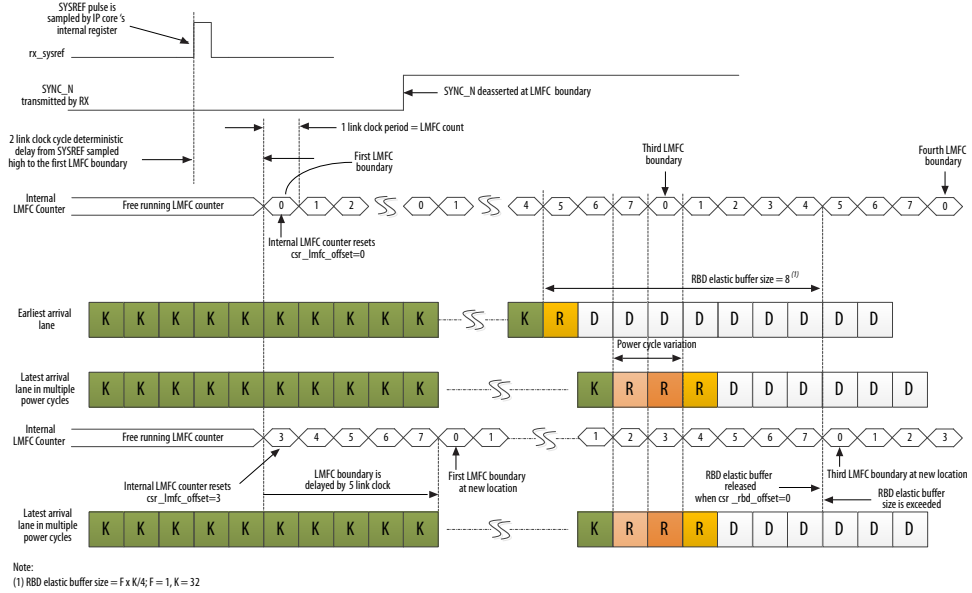 SYSREF pulse is
sampled by IP core 's
internal register
rx_sysref
SYNC_N
transmitted by RX
SYNC_N deasserted at LMFC boundary
1 link clock period = LMFC count
2 link clock cycle deterministic
delay from SYSREF sampled
high to the first LMFC boundary
First LMFC
boundary
Third LMFC
boundary
Fourth LMFC
boundary
Internal
LMFC Counter
Free running LMFC counter
0 1 2 0 1 4 5 6 7 0 1 2 3 4 5 6 7 0
Internal LMFC counter resets
csr _lmfc_offset=0
RBD elastic buffer size = 8 (1)
Earliest arrival
lane
K K K K K K K K K K K R D D D D D D D D D
Power cycle variation
Latest arrival
lane in multiple
power cycles
K K K K K K K K K K K R R R D D D D D D
Internal
LMFC Counter
Free running LMFC counter
3 4 5 6 7 0 1 1 2 3 4 5 6 7 0 1 2 3
Internal LMFC counter resets
csr _lmfc_offset=3
LMFC boundary is
delayed by 5 link clock
First LMFC boundary
at new location
RBD elastic buffer
released
when csr _rbd_offset=0
Third LMFC boundary at new location
RBD elastic buffer
size is exceeded
Latest arrival
lane in multiple
power cycles
K K K K K K K K K K K R R R D D D D D D
Note:
(1) RBD elastic buffer size = F x K/4; F = 1, K = 32